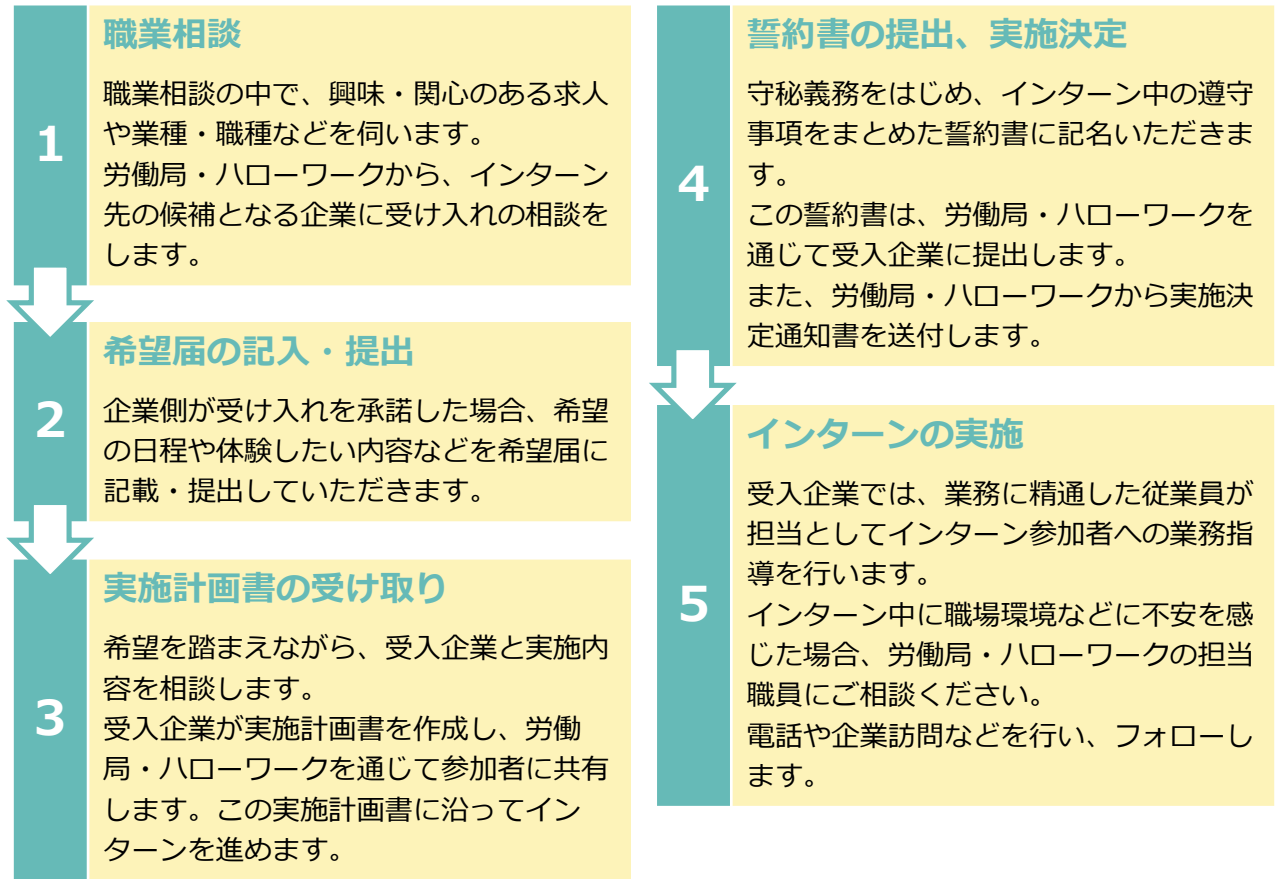 1
職業相談
職業相談の中で、興味・関心のある求人
や業種・職種などを伺います。
労働局・ハローワークから、インターン
先の候補となる企業に受け入れの相談を
します。
2
希望届の記入・提出
企業側が受け入れを承諾した場合、希望
の日程や体験したい内容などを希望届に
記載・提出していただきます。
3
実施計画書の受け取り
希望を踏まえながら、受入企業と実施内
容を相談します。
受入企業が実施計画書を作成し、労働
局・ハローワークを通じて参加者に共有
します。この実施計画書に沿ってイン
ターンを進めます。
4
誓約書の提出、実施決定
守秘義務をはじめ、インターン中の遵守
事項をまとめた誓約書に記名いただきま
す。
この誓約書は、労働局・ハローワークを
通じて受入企業に提出します。
また、労働局・ハローワークから実施決
定通知書を送付します。
5
インターンの実施
受入企業では、業務に精通した従業員が
担当としてインターン参加者への業務指
導を行います。
インターン中に職場環境などに不安を感
じた場合、労働局・ハローワークの担当
職員にご相談ください。
電話や企業訪問などを行い、フォローし
ます。